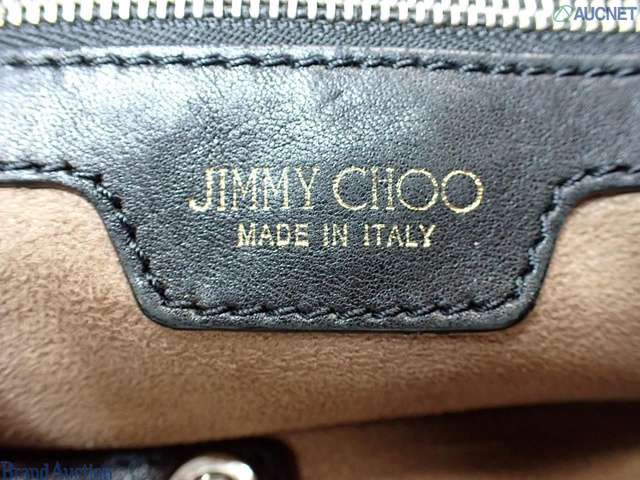 AUCNET
JIMMY CHOO
MADE IN ITALY
Brand Auction